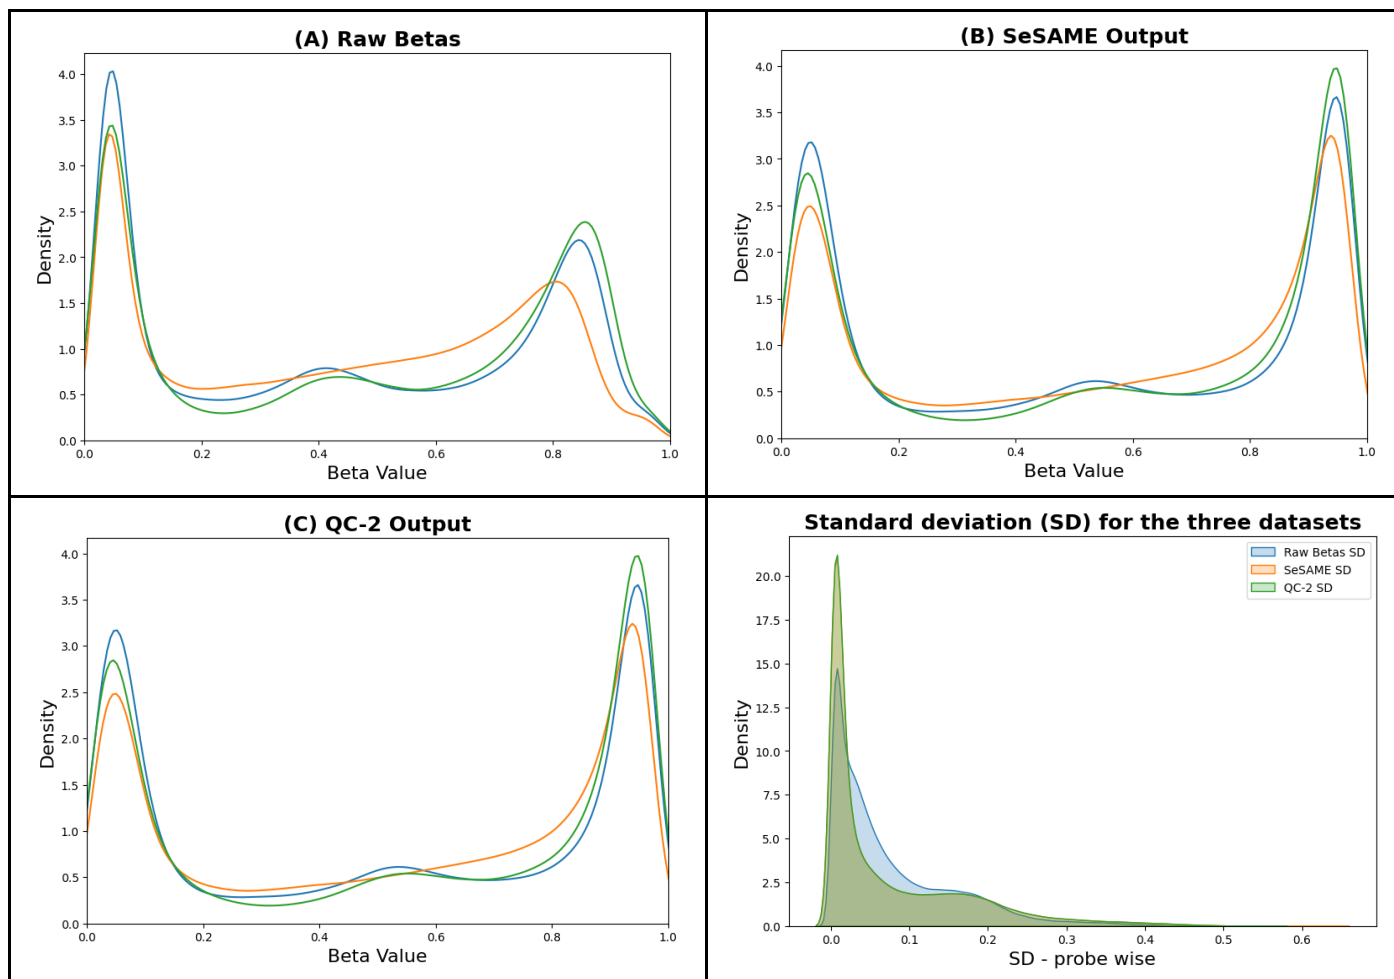 (A) Raw Betas
4.0
3.5
3.0
2.5
2.0
1.5
1.0
0.5
0.0
Density
0.0 0.2 0.4 0.6 0.8 1.0
Beta Value
(B) SeSAME Output
4.0
3.5
3.0
2.5
2.0
1.5
1.0
0.5
0.0
Density
0.0 0.2 0.4 0.6 0.8 1.0
Beta Value
(C) QC-2 Output
4.0
3.5
3.0
2.5
2.0
1.5
1.0
0.5
0.0
Density
0.0 0.2 0.4 0.6 0.8 1.0
Beta Value
Standard deviation (SD) for the three datasets
Raw Betas SD
SeSAME SD
QC-2 SD
20.0
17.5
15.0
12.5
10.0
7.5
5.0
2.5
0.0
Density
0.0 0.1 0.2 0.3 0.4 0.5 0.6
SD - probe wise